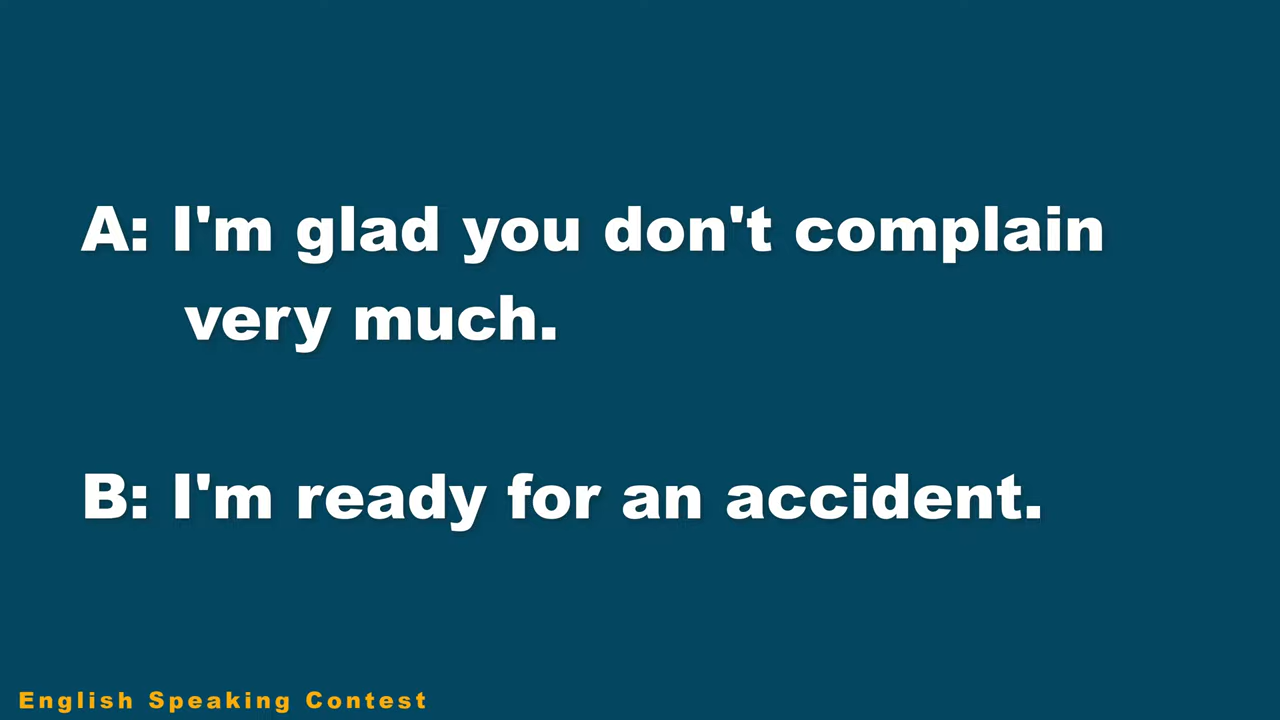 A: I'm glad you don't complain
very much.
B: I'm ready for an accident.
English Speaking Contest